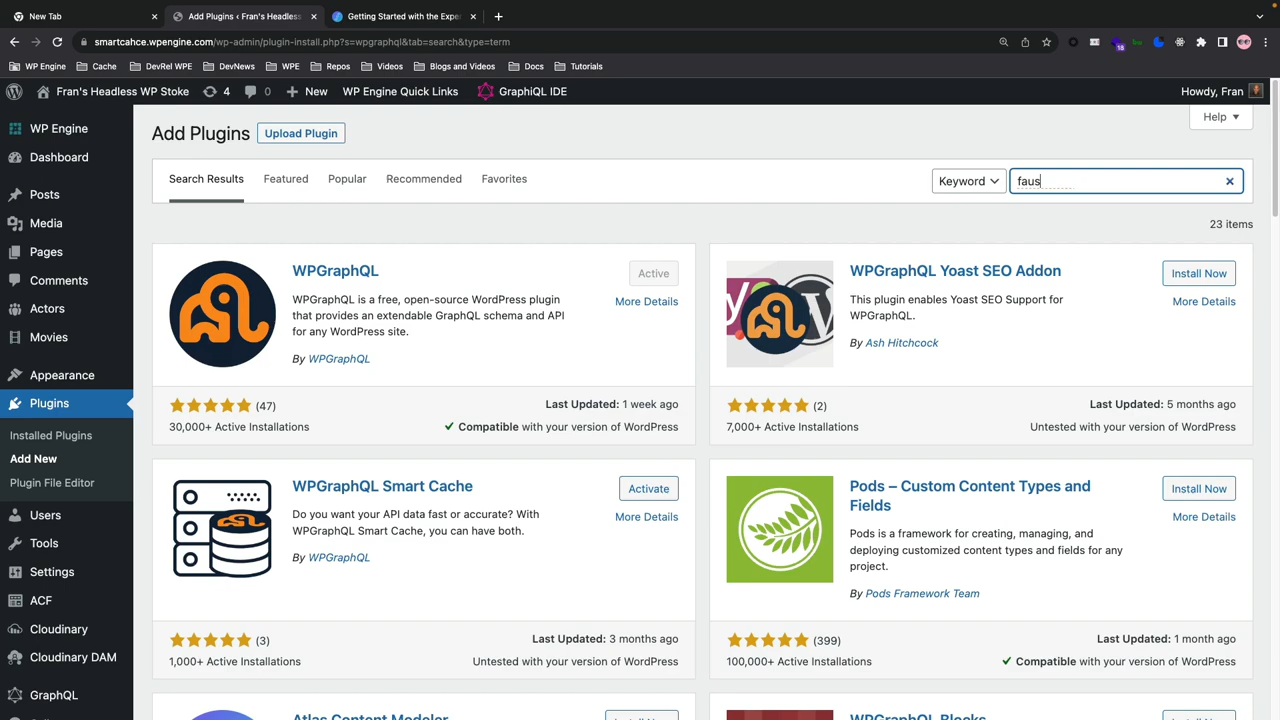 New Tab
Add Plugins ‹ Fran's Headless
Getting Started with the Expe
smartcahce.wpengine.com/wp-admin/plugin-install.php?s=wpgraphql&tab=search&type=term
18
WP Engine
Cache
DevRel WPE
DevNews
WPE
Repos
Videos
Blogs and Videos
Docs
Tutorials
Fran's Headless WP Stoke
4
0
New
WP Engine Quick Links
GraphiQL IDE
Howdy, Fran
WP Engine
Dashboard
Posts
Media
Pages
Comments
Actors
Movies
Appearance
Plugins
Installed Plugins
Add New
Plugin File Editor
Users
Tools
Settings
ACF
Cloudinary
Cloudinary DAM
GraphQL
Add Plugins
Upload Plugin
Help
Search Results
Featured
Popular
Recommended
Favorites
Keyword
faus
23 items
WPGraphQL
Active
More Details
WPGraphQL is a free, open-source WordPress plugin
that provides an extendable GraphQL schema and API
for any WordPress site.
By WPGraphQL
(47)
Last Updated: 1 week ago
30,000+ Active Installations
Compatible with your version of WordPress
WPGraphQL Yoast SEO Addon
Install Now
More Details
This plugin enables Yoast SEO Support for
WPGraphQL.
By Ash Hitchcock
(2)
Last Updated: 5 months ago
7,000+ Active Installations
Untested with your version of WordPress
WPGraphQL Smart Cache
Activate
More Details
Do you want your API data fast or accurate? With
WPGraphQL Smart Cache, you can have both.
By WPGraphQL
(3)
Last Updated: 3 months ago
1,000+ Active Installations
Untested with your version of WordPress
Pods – Custom Content Types and
Fields
Install Now
More Details
Pods is a framework for creating, managing, and
deploying customized content types and fields for any
project.
By Pods Framework Team
(399)
Last Updated: 1 month ago
100,000+ Active Installations
Compatible with your version of WordPress
Atlas Content Modeler
WPGraphQL Blocks